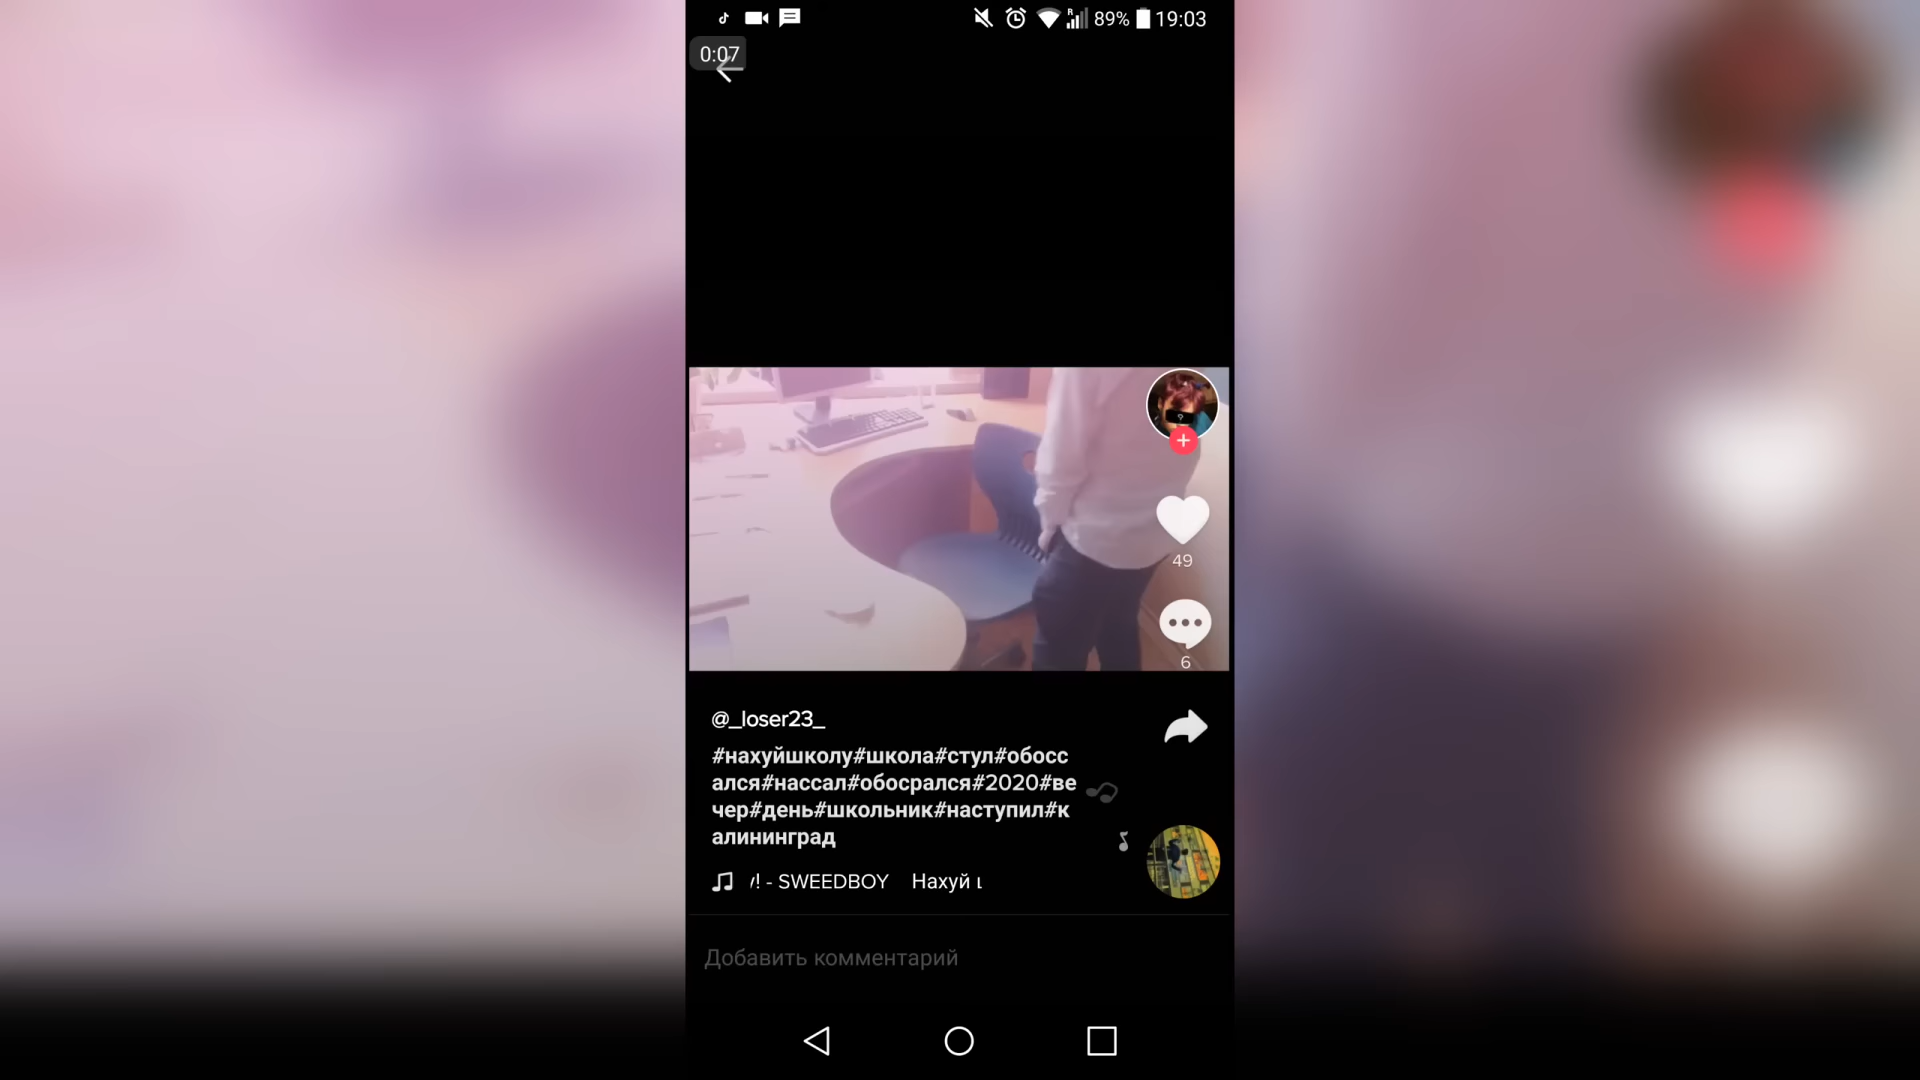 89% 19:03
0:07
49
6
@_loser23_
#нахуйшколу#школа#стул#обосс
ался#нассал#обосрался#2020#ве
чер#день#школьник#наступил#к
алининград
! - SWEEDBOY Нахуй
Добавить комментарий